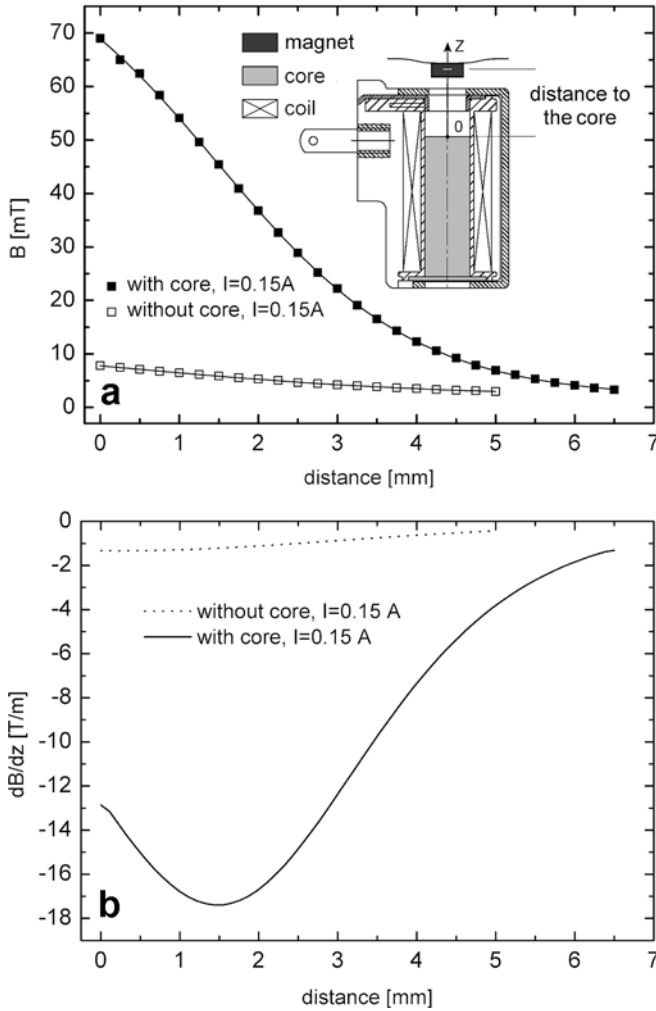 70
60
50
40
30
20
10
0
B [mT]
magnet
core
coil
Z
0
distance to
the core
with core, I=0.15A
without core, I=0.15A
a
0 1 2 3 4 5 6 7
distance [mm]
0
-2
-4
-6
-8
-10
-12
-14
-16
-18
dB/dz [T/m]
without core, I=0.15 A
with core, I=0.15 A
b
0 1 2 3 4 5 6 7
distance [mm]